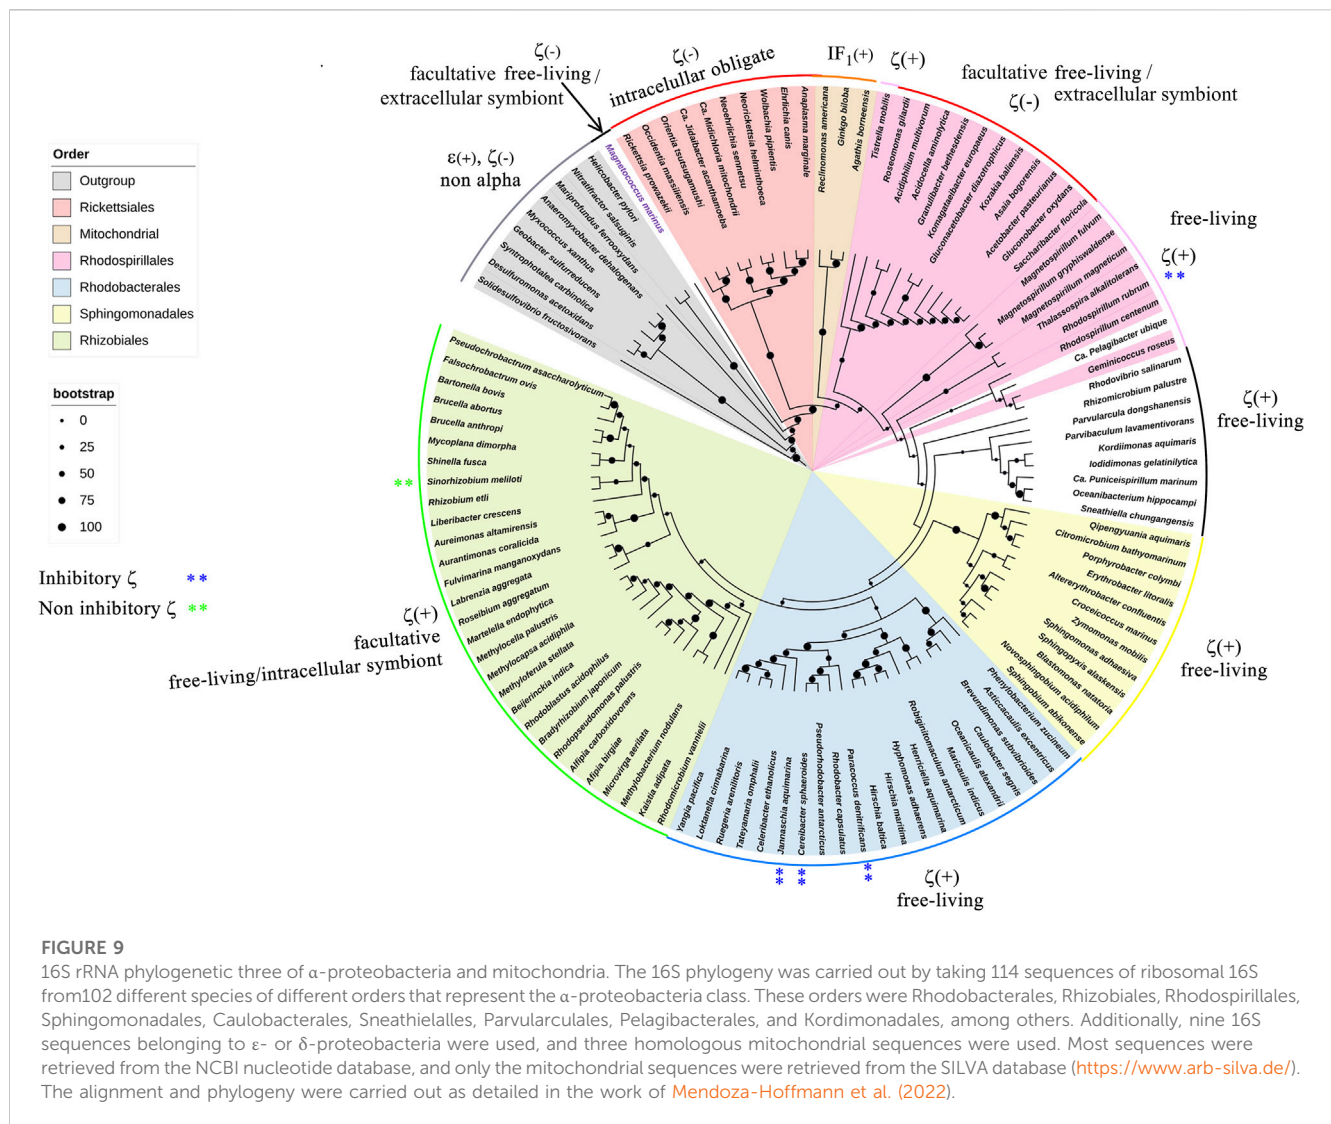 ζ(-)
facultative free-living /
extracellular symbiont
ζ(-)
intracelullar obligate
IF1(+)
ζ(+)
facultative free-living /
ζ(-) extracellular symbiont
ε(+), ζ(-)
non alpha
free-living
ζ(+)
**
ζ(+)
free-living
ζ(+)
free-living
ζ(+)
free-living
ζ(+)
facultative
free-living/intracellular symbiont
Order
Outgroup
Rickettsiales
Mitochondrial
Rhodospirillales
Rhodobacterales
Sphingomonadales
Rhizobiales
bootstrap
0
25
50
75
100
Inhibitory ζ **
Non inhibitory ζ **
Solidesulfovibrio fructosivorans
Desulfuromonas acetoxidans
Syntrophotalea carbinolica
Geobacter sulfurreducens
Myxococcus xanthus
Anaeromyxobacter dehalogenans
Mariprofundus ferrooxydans
Nitratifractor salsuginis
Helicobacter pylori
Magnetococcus marinus
Rickettsia prowazekii
Occidentia massiliensis
Orientia tsutsugamushi
Ca. Jidaibacter acanthamoeba
Ca. Midichloria mitochondrii
Neoehrlichia sennetsu
Neorickettsia helminthoeca
Wolbachia pipientis
Ehrlichia canis
Anaplasma marginale
Reclinomonas americana
Ginkgo biloba
Agathis borneensis
Tistrella mobilis
Roseomonas gilardii
Acidiphilium multivorum
Acidocella aminolytica
Granulibacter bethesdensis
Komagataeibacter europaeus
Gluconacetobacter diazotrophicus
Kozakia baliensis
Asaia bogorensis
Acetobacter pasteurianus
Gluconobacter oxydans
Saccharibacter floricola
Magnetospirillum fulvum
Magnetospirillum gryphiswaldense
Magnetospirillum magneticum
Thalassospira alkalitolerans
Rhodospirillum rubrum
Rhodospirillum centenum
Ca. Pelagibacter ubique
Geminicoccus roseus
Rhodovibrio salinarum
Rhizomicrobium palustre
Parvularcula dongshanensis
Parvibaculum lavamentivorans
Kordiimonas aquimaris
Iodidimonas gelatinilytica
Ca. Puniceispirillum marinum
Oceanibacterium hippocampi
Sneathiella chungangensis
Qipengyuania aquimaris
Citromicrobium bathyomarinum
Porphyrobacter colymbi
Erythrobacter litoralis
Altererythrobacter confluentis
Croceicoccus marinus
Zymomonas mobilis
Sphingomonas adhaesiva
Sphingopyxis alaskensis
Blastomonas natatoria
Novosphingobium acidiphilum
Sphingobium abikonense
Phenylobacterium zucineum
Asticcacaulis excentricus
Brevundimonas subvibrioides
Caulobacter segnis
Oceanicaulis alexandrii
Maricaulis indicus
Robiginitomaculum antarcticum
Henriciella aquimarina
Hyphomonas adhaerens
Hirschia maritima
Hirschia baltica
Paracoccus denitrificans **
Rhodobacter capsulatus
Pseudorhodobacter antarcticus
Cereibacter sphaeroides **
Jannaschia aquimarina **
Celeribacter ethanolicus
Tateyamaria omphalii
Ruegeria arenilitoris
Loktanella cinnabarina
Yangia pacifica
Rhodomicrobium vannielii
Kaistia adipata
Methylobacterium nodulans
Microvirga aerilata
Afipia birgiae
Alfipia carboxidovorans
Rhodopseudomonas palustris
Bradyrhizobium japonicum
Rhodoblastus acidophilus
Beijerinckia indica
Methyloferula stellata
Methylocapsa acidiphila
Methylocella palustris
Martelella endophytica
Roseibium aggregatum
Labrenzia aggregata
Fulvimarina manganoxydans
Aurantimonas coralicida
Aureimonas altamirensis
Liberibacter crescens
Rhizobium etli
** Sinorhizobium meliloti
Shinella fusca
Mycoplana dimorpha
Brucella anthropi
Brucella abortus
Bartonella bovis
Falsochrobactrum ovis
Pseudochrobactrum asaccharolyticum
FIGURE 9
16S rRNA phylogenetic three of α-proteobacteria and mitochondria. The 16S phylogeny was carried out by taking 114 sequences of ribosomal 16S
from102 different species of different orders that represent the α-proteobacteria class. These orders were Rhodobacterales, Rhizobiales, Rhodospirillales,
Sphingomonadales, Caulobacterales, Sneathielalles, Parvularculales, Pelagibacterales, and Kordimonadales, among others. Additionally, nine 16S
sequences belonging to ε- or δ-proteobacteria were used, and three homologous mitochondrial sequences were used. Most sequences were
retrieved from the NCBI nucleotide database, and only the mitochondrial sequences were retrieved from the SILVA database (https://www.arb-silva.de/).
The alignment and phylogeny were carried out as detailed in the work of Mendoza-Hoffmann et al. (2022).